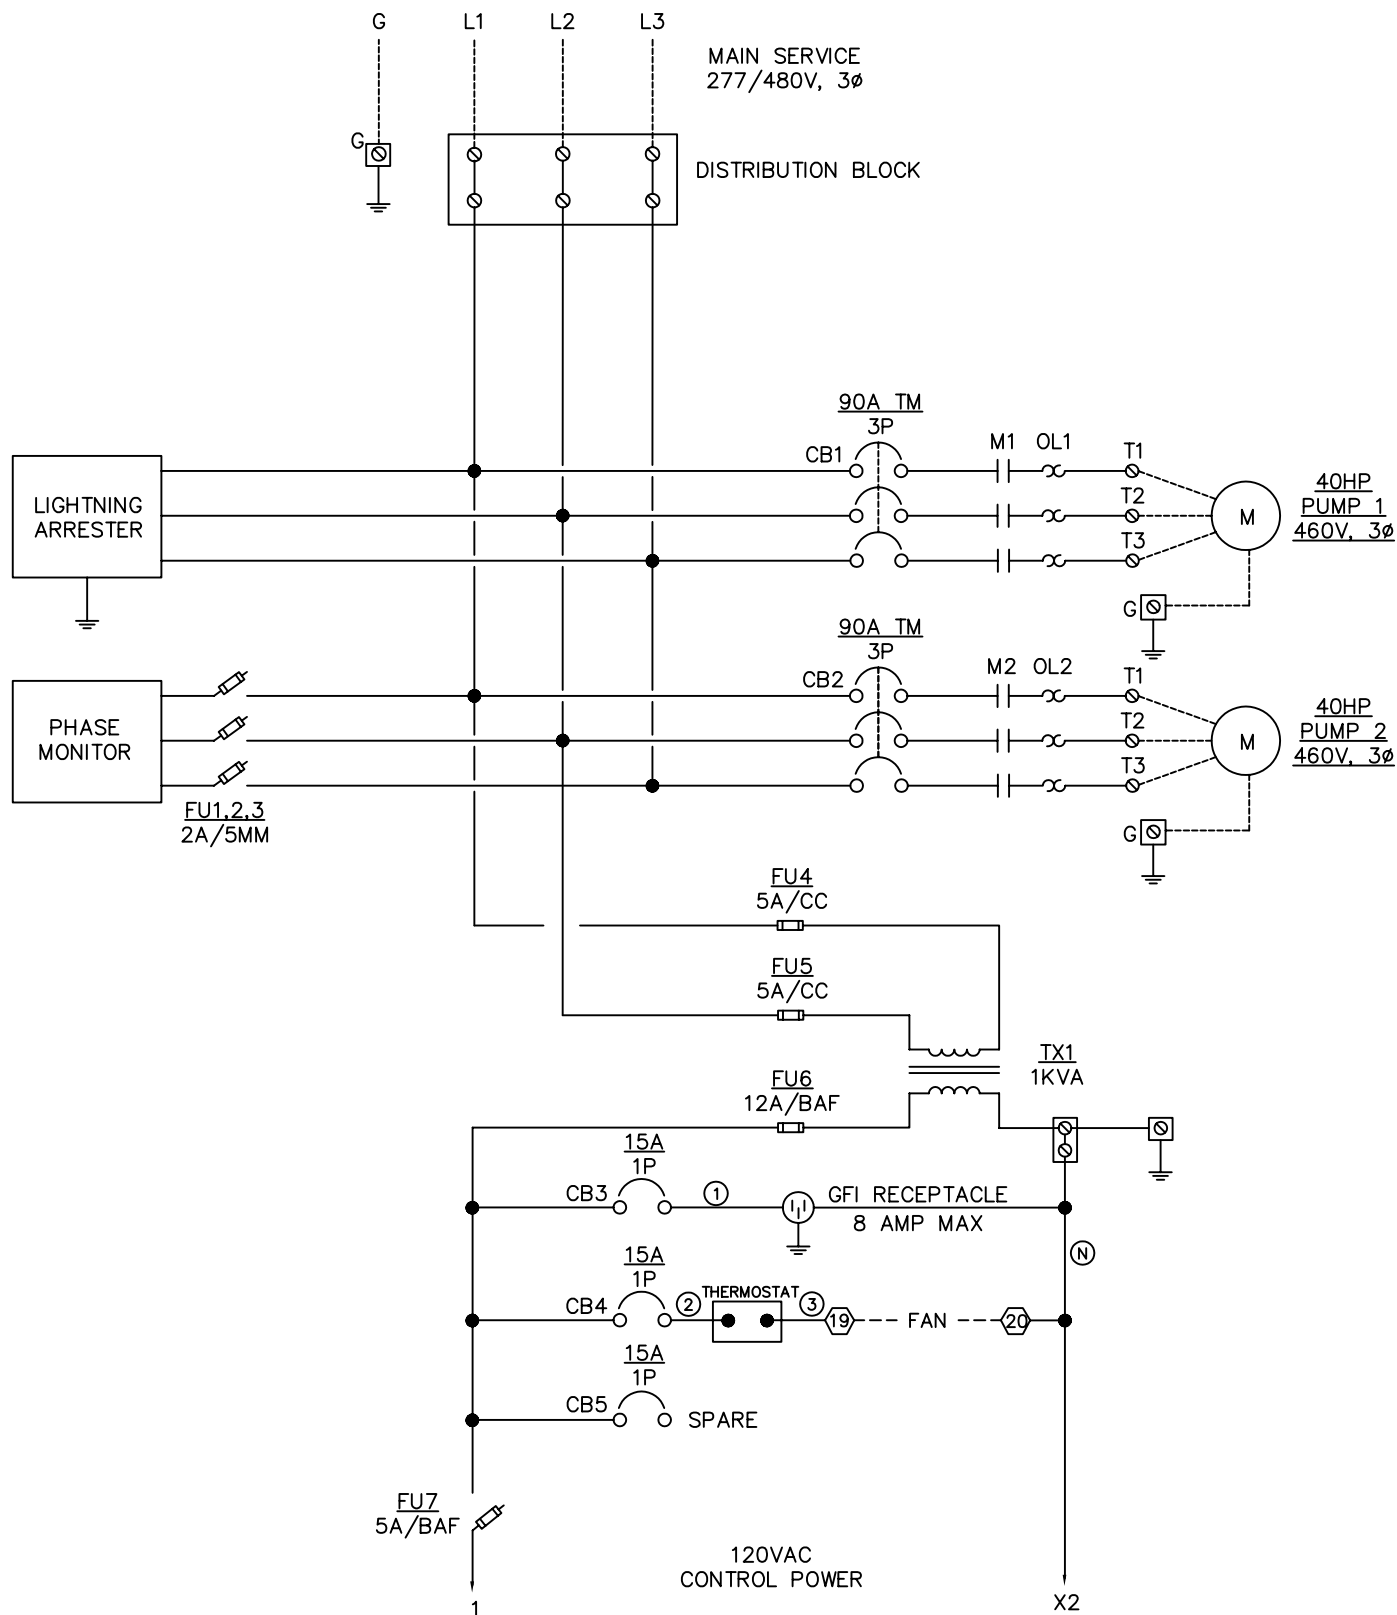 G
L1
L2
L3
MAIN SERVICE
277/480V, 3ø
G
DISTRIBUTION BLOCK
90A TM
3P
CB1
M1
OL1
T1
T2
T3
M
40HP
PUMP 1
460V, 3ø
LIGHTNING
ARRESTER
G
90A TM
3P
CB2
M2
OL2
T1
T2
T3
M
40HP
PUMP 2
460V, 3ø
PHASE
MONITOR
FU1,2,3
2A/5MM
G
FU4
5A/CC
FU5
5A/CC
TX1
1KVA
FU6
12A/BAF
15A
1P
CB3
1
GFI RECEPTACLE
8 AMP MAX
N
15A
1P
CB4
2
THERMOSTAT
3
19
FAN
20
15A
1P
CB5
SPARE
FU7
5A/BAF
120VAC
CONTROL POWER
1
X2